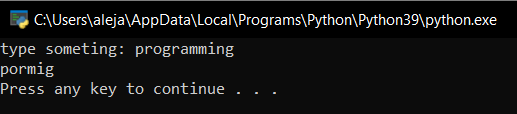 C:\Users\aleja\AppData\Local\Programs\Python\Python39\python.exe
type someting: programming
pormig
Press any key to continue . . .